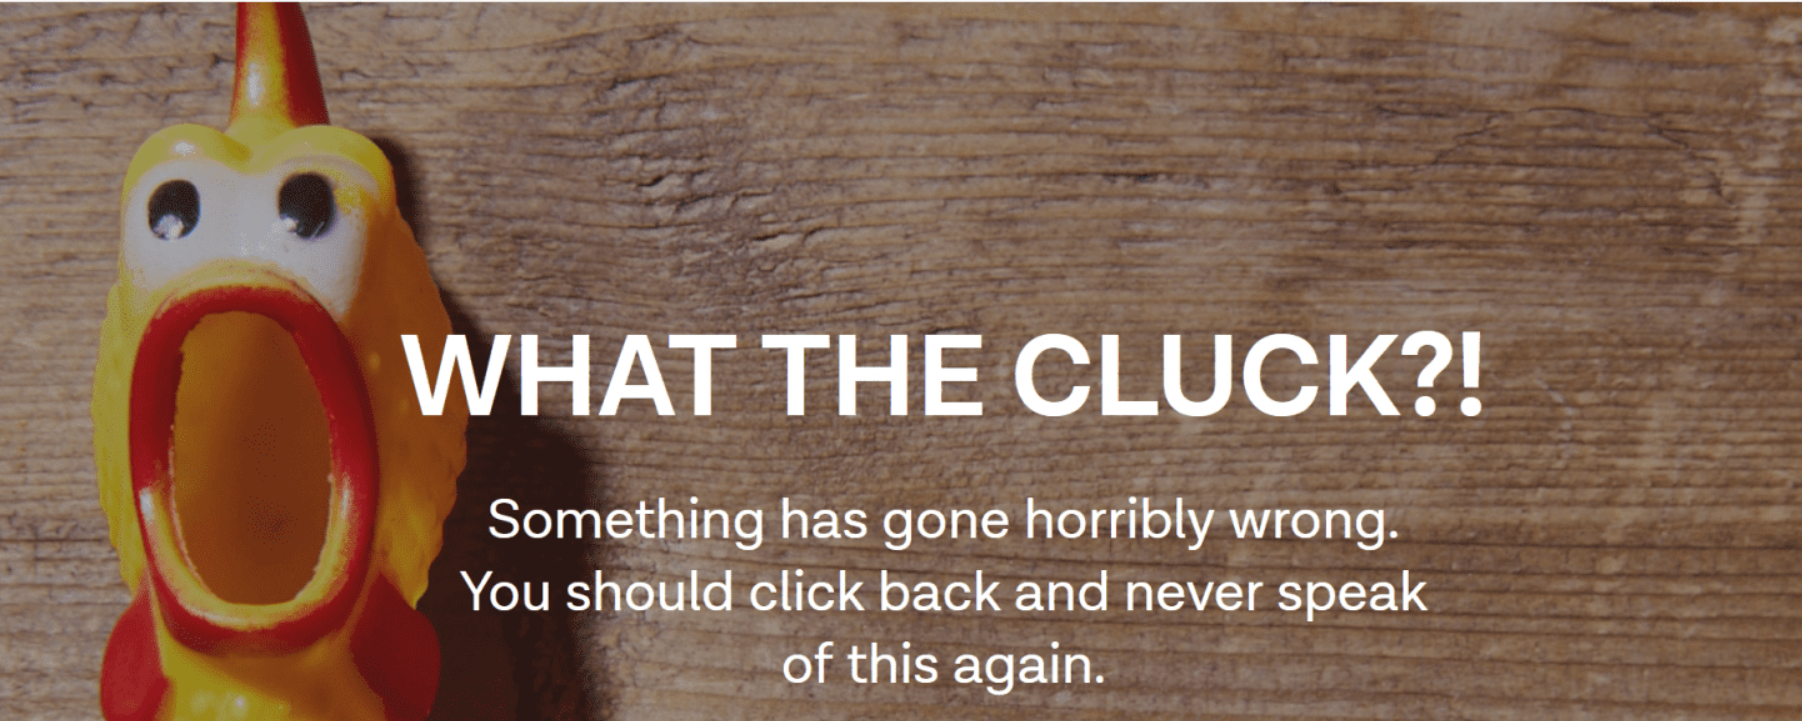 WHAT THE CLUCK?!
Something has gone horribly wrong.
You should click back and never speak
of this again.